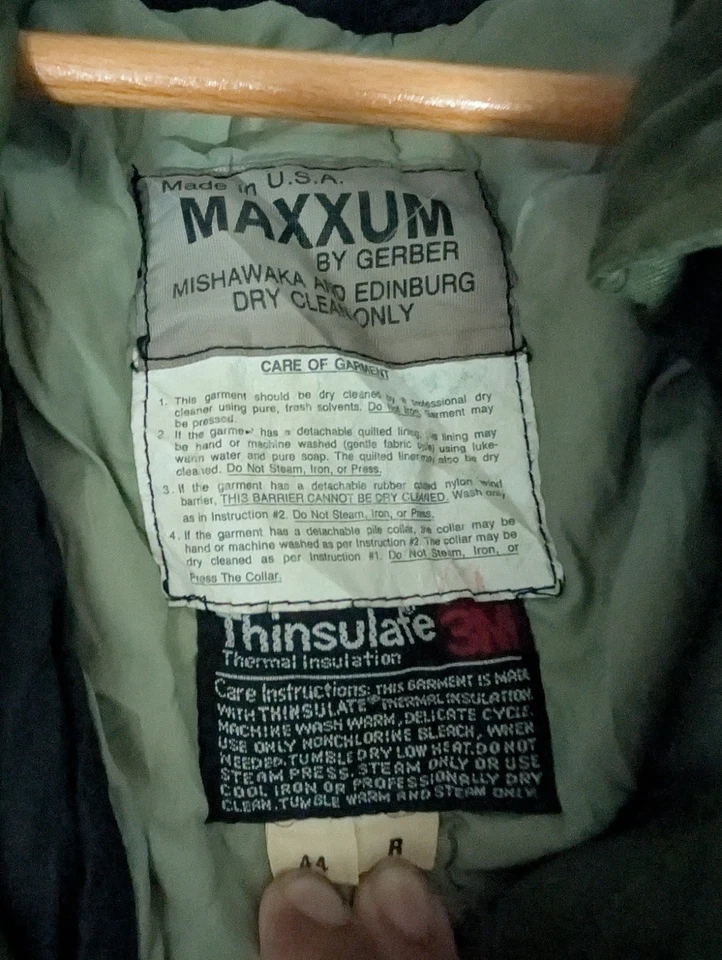 Made in U.S.A.
MAXXUM
BY GERBER
MISHAWAKA AND EDINBURG
DRY CLEAN ONLY
CARE OF GARMENT
1. This garment should be dry cleaned by a professional dry
cleaner using pure, fresh solvents. Do Not Iron. Garment may
be pressed.
2. If the garment has a detachable quilted lining, the lining may
be hand or machine washed (gentle fabric cycle) using luke-
warm water and pure soap. The quilted liner may also be dry
cleaned. Do Not Steam, Iron, or Press.
3. If the garment has a detachable rubber coated nylon wind
barrier, THIS BARRIER CANNOT BE DRY CLEANED. Wash only
as in Instruction #2. Do Not Steam, Iron, or Press.
4. If the garment has a detachable pile collar, the collar may be
hand or machine washed as per Instruction #2 The collar may be
dry cleaned as per Instruction #1. Do Not Steam, Iron, or
Press The Collar.
Thinsulate® 3M
Thermal Insulation
Care Instructions: THIS GARMENT IS MADE
WITH THINSULATE® THERMAL INSULATION.
MACHINE WASH WARM, DELICATE CYCLE.
USE ONLY NONCHLORINE BLEACH, WHEN
NEEDED. TUMBLE DRY LOW HEAT. DO NOT
STEAM PRESS. STEAM ONLY OR USE
COOL IRON OR PROFESSIONALLY DRY
CLEAN. TUMBLE WARM AND STEAM ONLY.
44 R